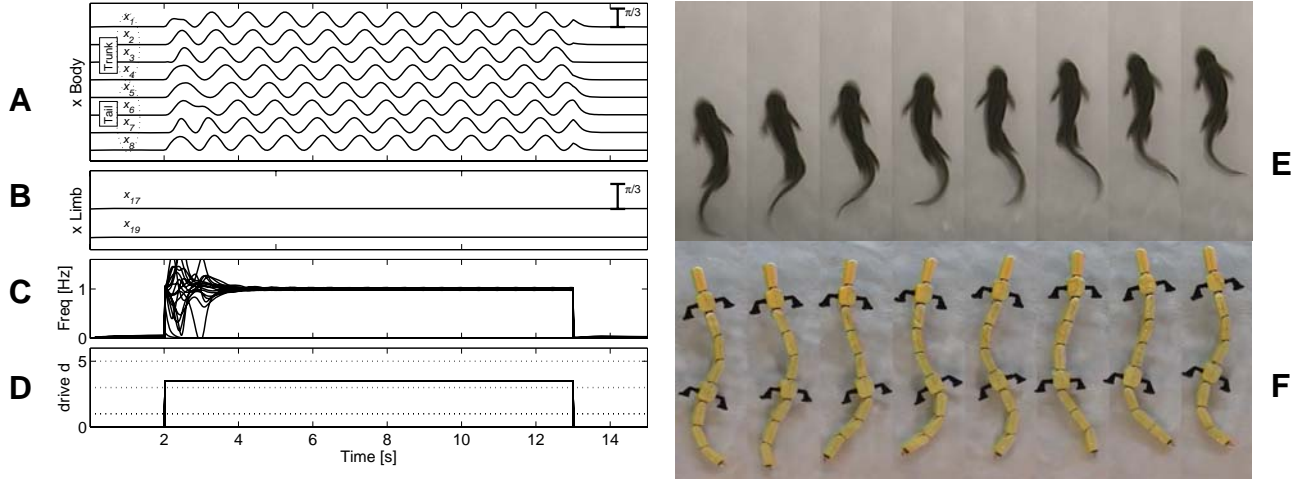 A
x Body
Trunk
Tail
x1
x2
x3
x4
x5
x6
x7
x8
π/3
B
x Limb
x17
x19
π/3
C
Freq [Hz]
1
0
D
drive d
5
0
2 4 6 8 10 12 14
Time [s]
E
F